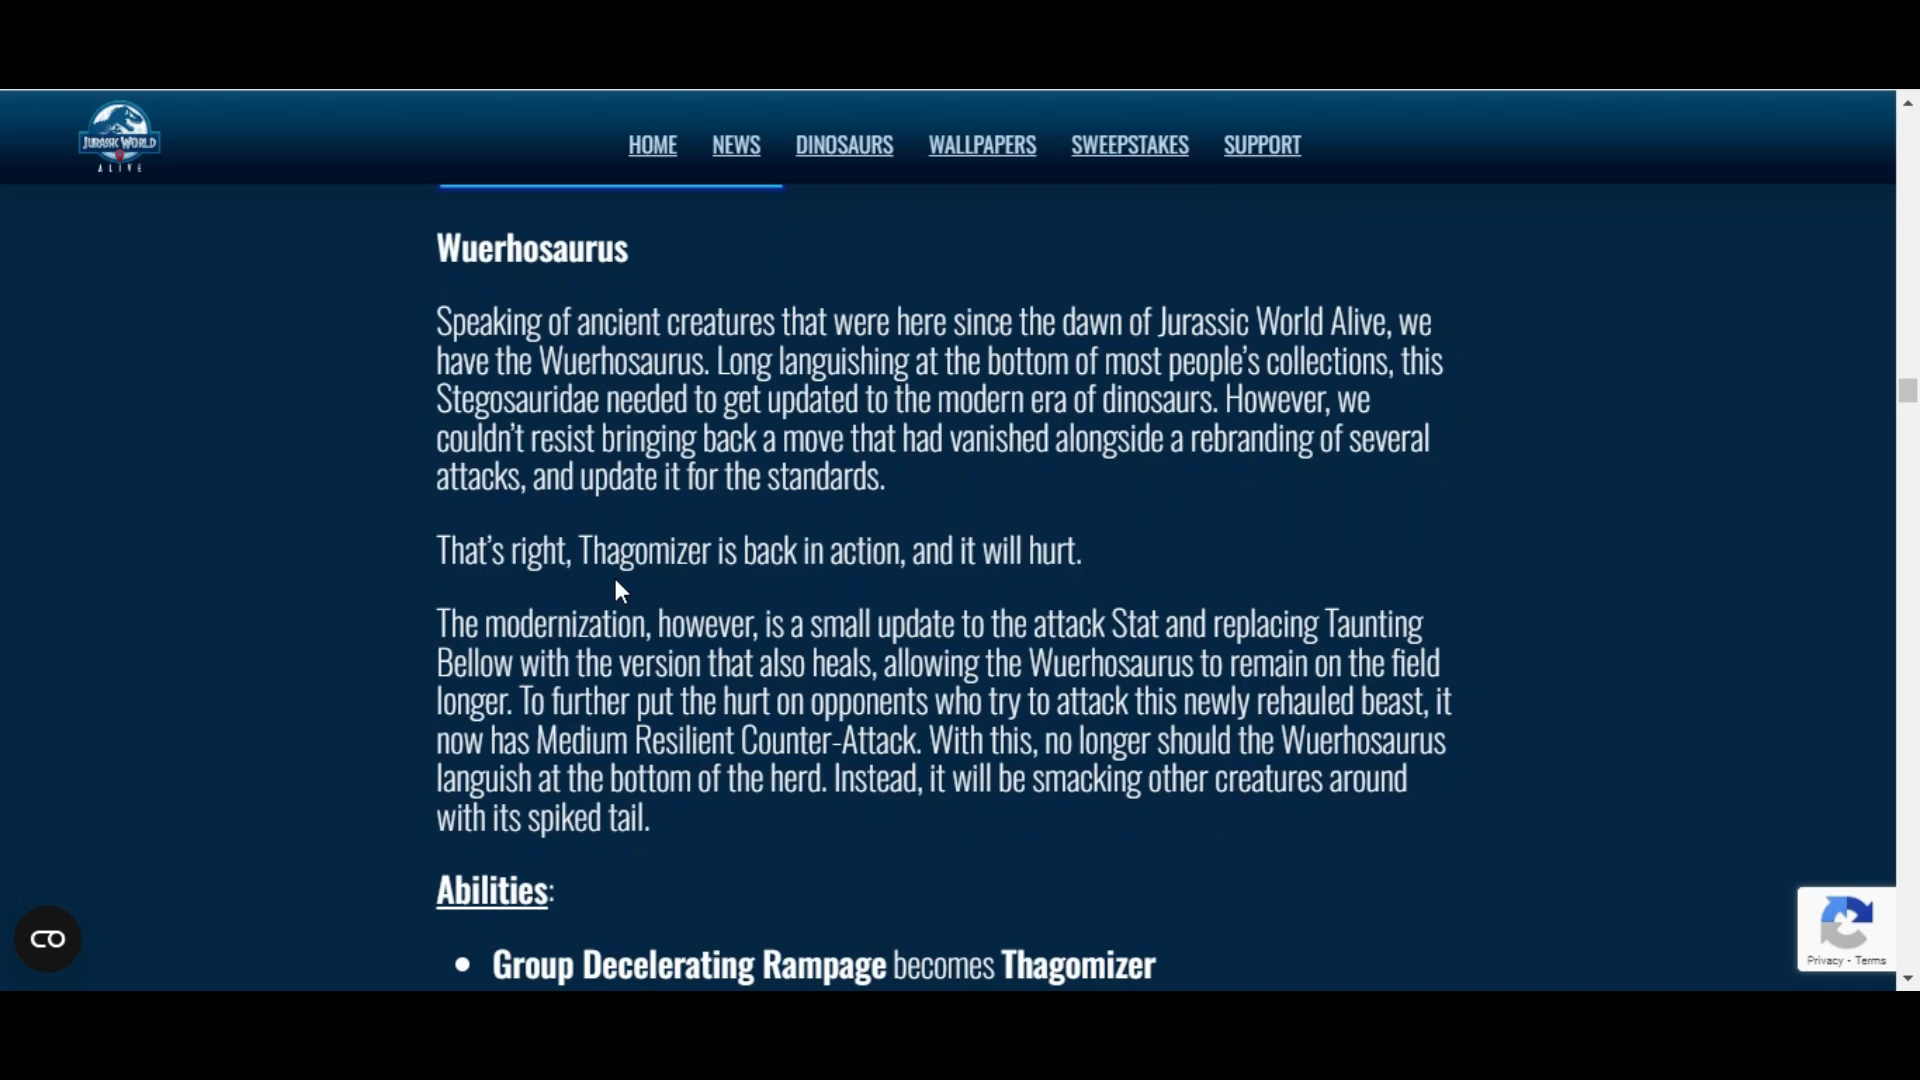 JURASSIC WORLD
ALIVE
HOME NEWS DINOSAURS WALLPAPERS SWEEPSTAKES SUPPORT
Wuerhosaurus
Speaking of ancient creatures that were here since the dawn of Jurassic World Alive, we
have the Wuerhosaurus. Long languishing at the bottom of most people's collections, this
Stegosauridae needed to get updated to the modern era of dinosaurs. However, we
couldn't resist bringing back a move that had vanished alongside a rebranding of several
attacks, and update it for the standards.
That's right, Thagomizer is back in action, and it will hurt.
The modernization, however, is a small update to the attack Stat and replacing Taunting
Bellow with the version that also heals, allowing the Wuerhosaurus to remain on the field
longer. To further put the hurt on opponents who try to attack this newly rehauled beast, it
now has Medium Resilient Counter-Attack. With this, no longer should the Wuerhosaurus
languish at the bottom of the herd. Instead, it will be smacking other creatures around
with its spiked tail.
Abilities:
• Group Decelerating Rampage becomes Thagomizer
Privacy - Terms